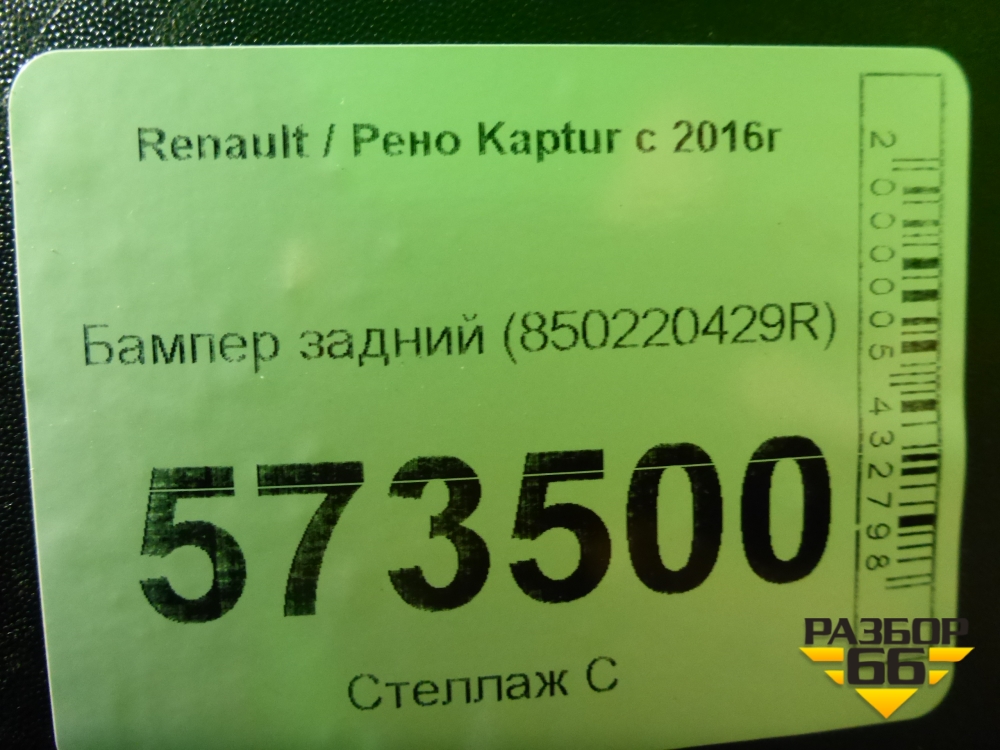 Renault / Рено Kaptur с 2016г
Бампер задний (850220429R)
573500
Стеллаж С
2000005432798
РАЗБОР
66